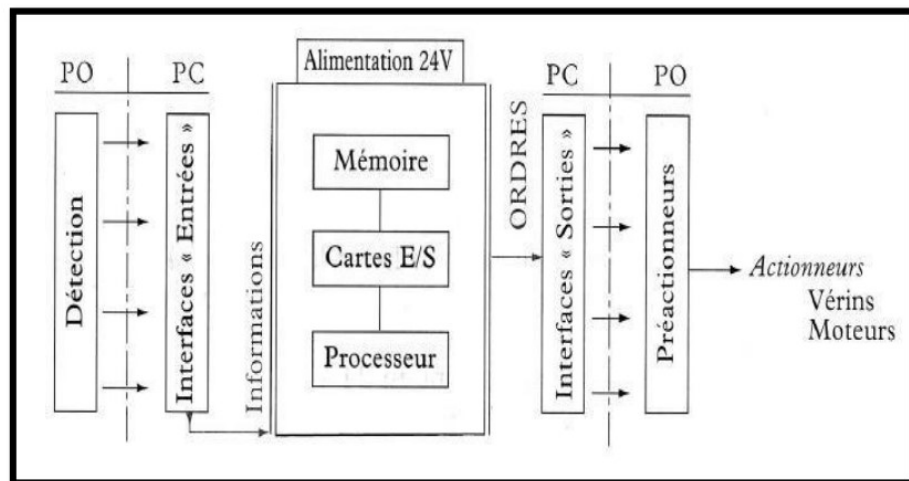 PO
PC
Détection
Interfaces « Entrées »
Informations
Alimentation 24V
Mémoire
Cartes E/S
Processeur
ORDRES
PC
PO
Interfaces « Sorties »
Préactionneurs
Actionneurs
Vérins
Moteurs